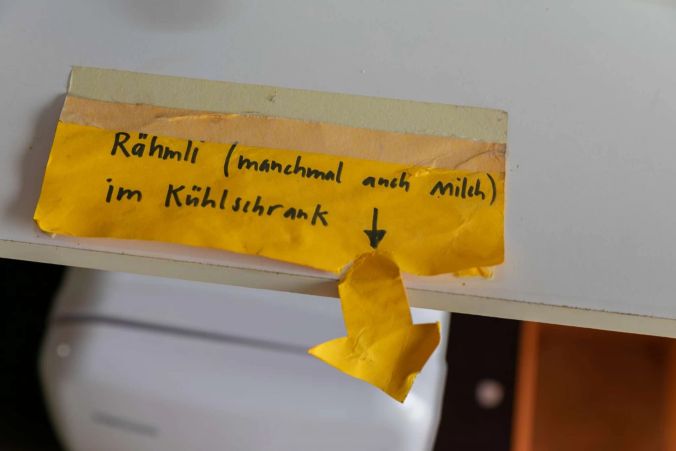 Rähmli (manchmal auch Milch)
im Kühlschrank